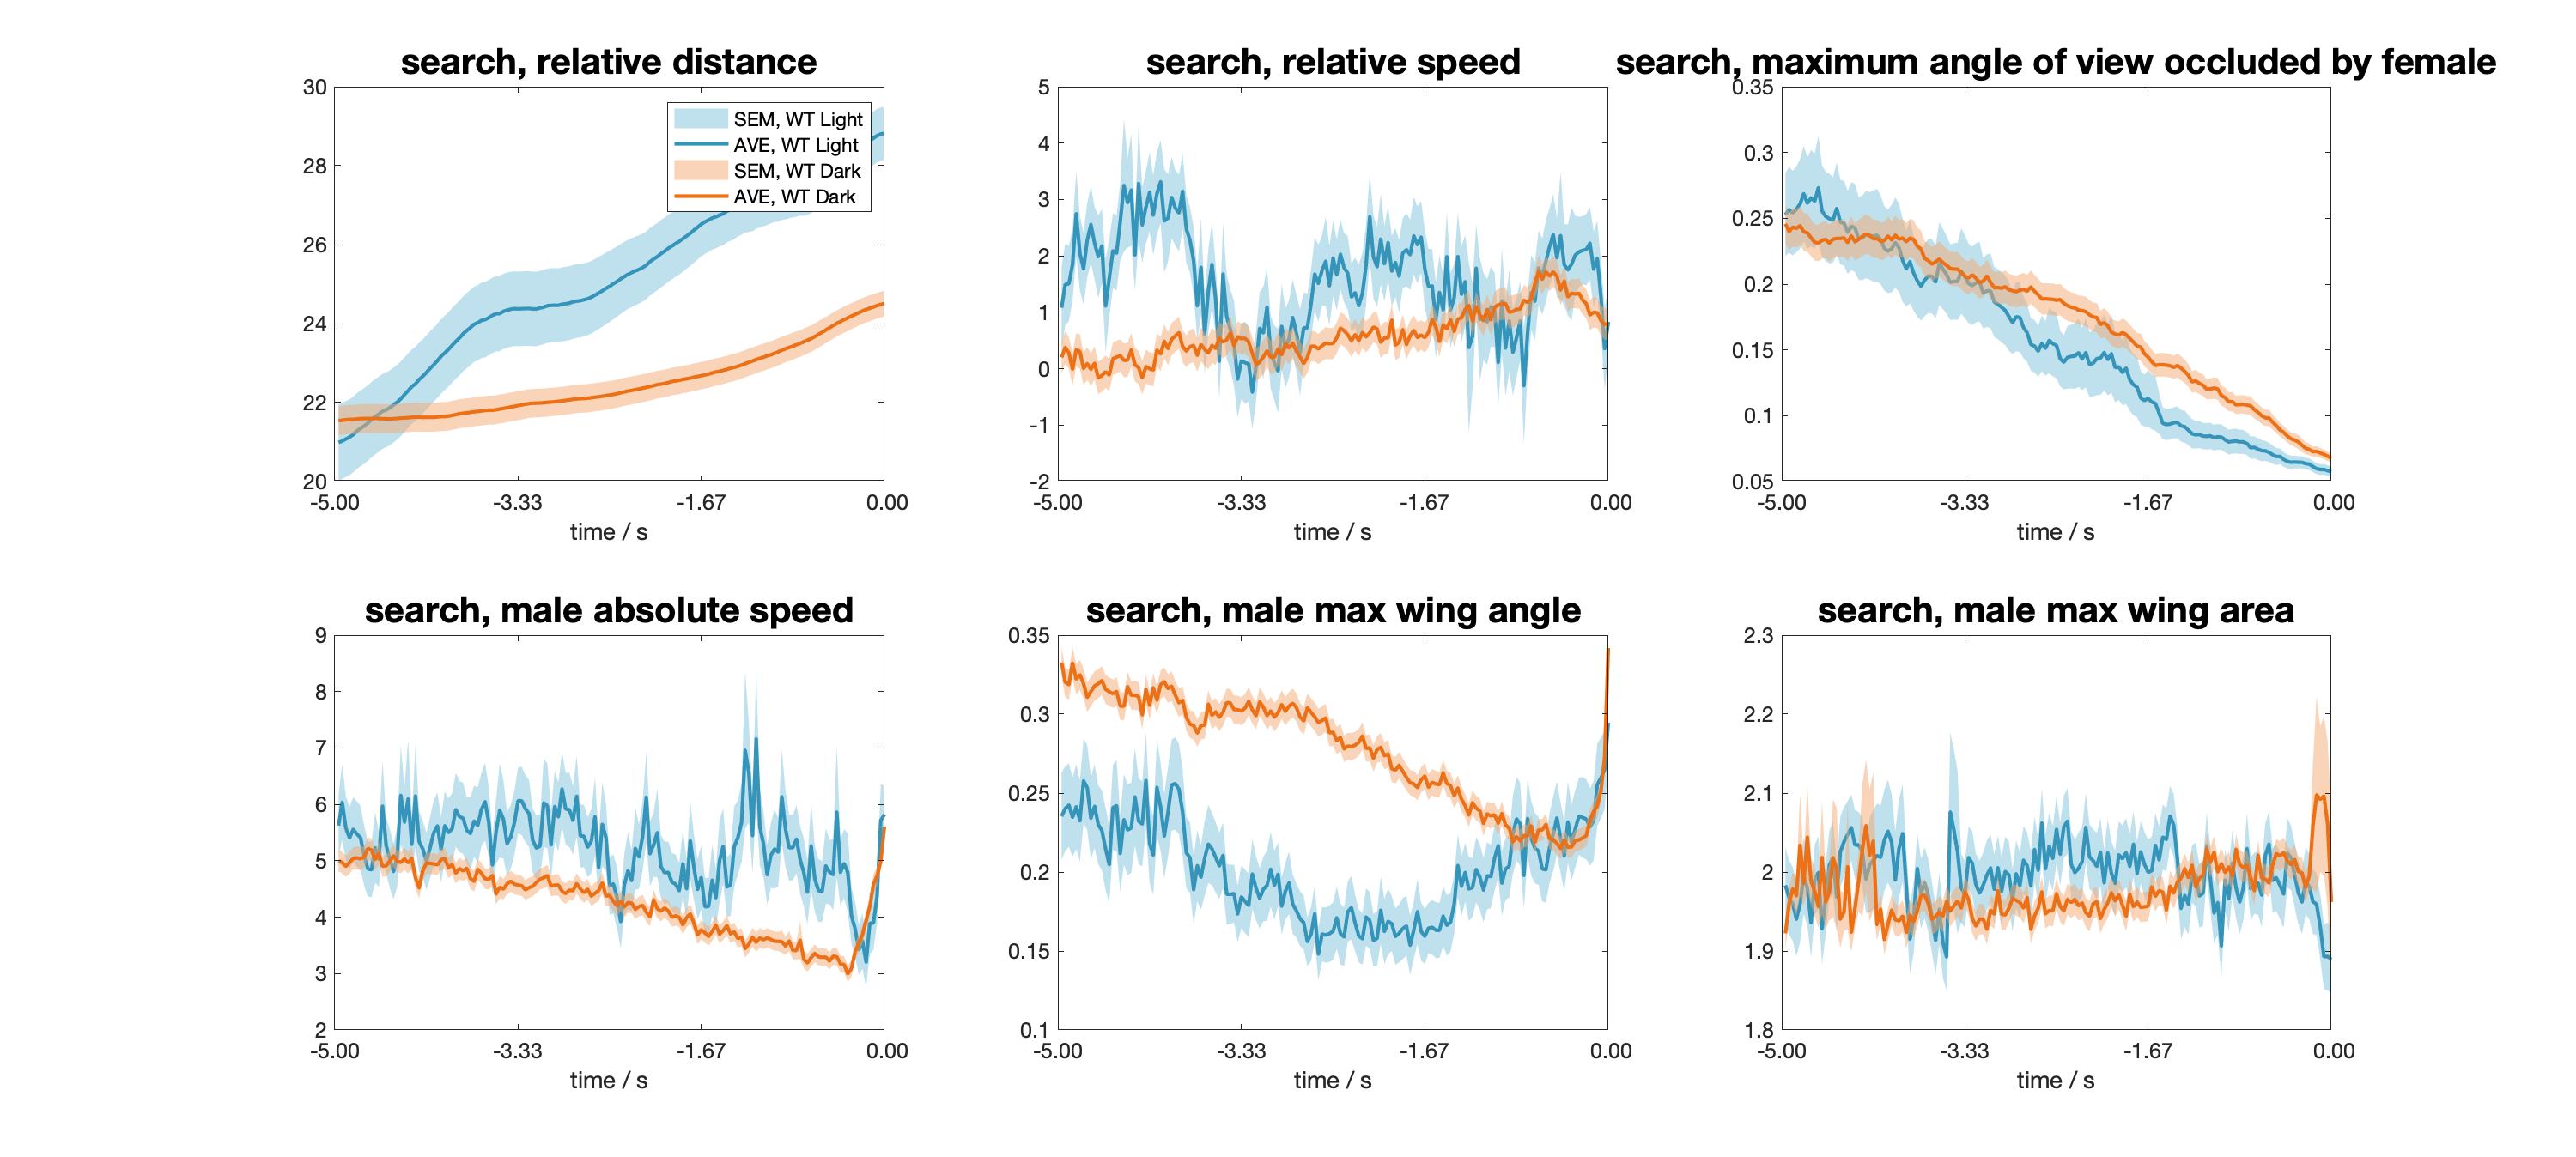 search, relative distance
30
28
26
24
22
20
-5.00 -3.33 -1.67 0.00
time / s
SEM, WT Light
AVE, WT Light
SEM, WT Dark
AVE, WT Dark
search, relative speed
5
4
3
2
1
0
-1
-2
-5.00 -3.33 -1.67 0.00
time / s
search, maximum angle of view occluded by female
0.35
0.3
0.25
0.2
0.15
0.1
0.05
-5.00 -3.33 -1.67 0.00
time / s
search, male absolute speed
9
8
7
6
5
4
3
2
-5.00 -3.33 -1.67 0.00
time / s
search, male max wing angle
0.35
0.3
0.25
0.2
0.15
0.1
-5.00 -3.33 -1.67 0.00
time / s
search, male max wing area
2.3
2.2
2.1
2
1.9
1.8
-5.00 -3.33 -1.67 0.00
time / s